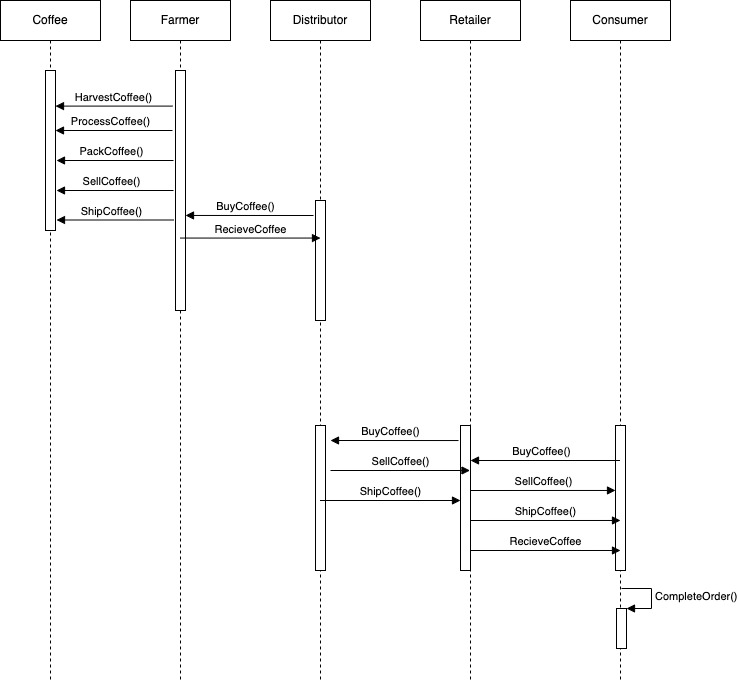 Coffee
Farmer
Distributor
Retailer
Consumer
HarvestCoffee()
ProcessCoffee()
PackCoffee()
SellCoffee()
ShipCoffee()
BuyCoffee()
RecieveCoffee
BuyCoffee()
BuyCoffee()
SellCoffee()
SellCoffee()
ShipCoffee()
ShipCoffee()
RecieveCoffee
CompleteOrder()